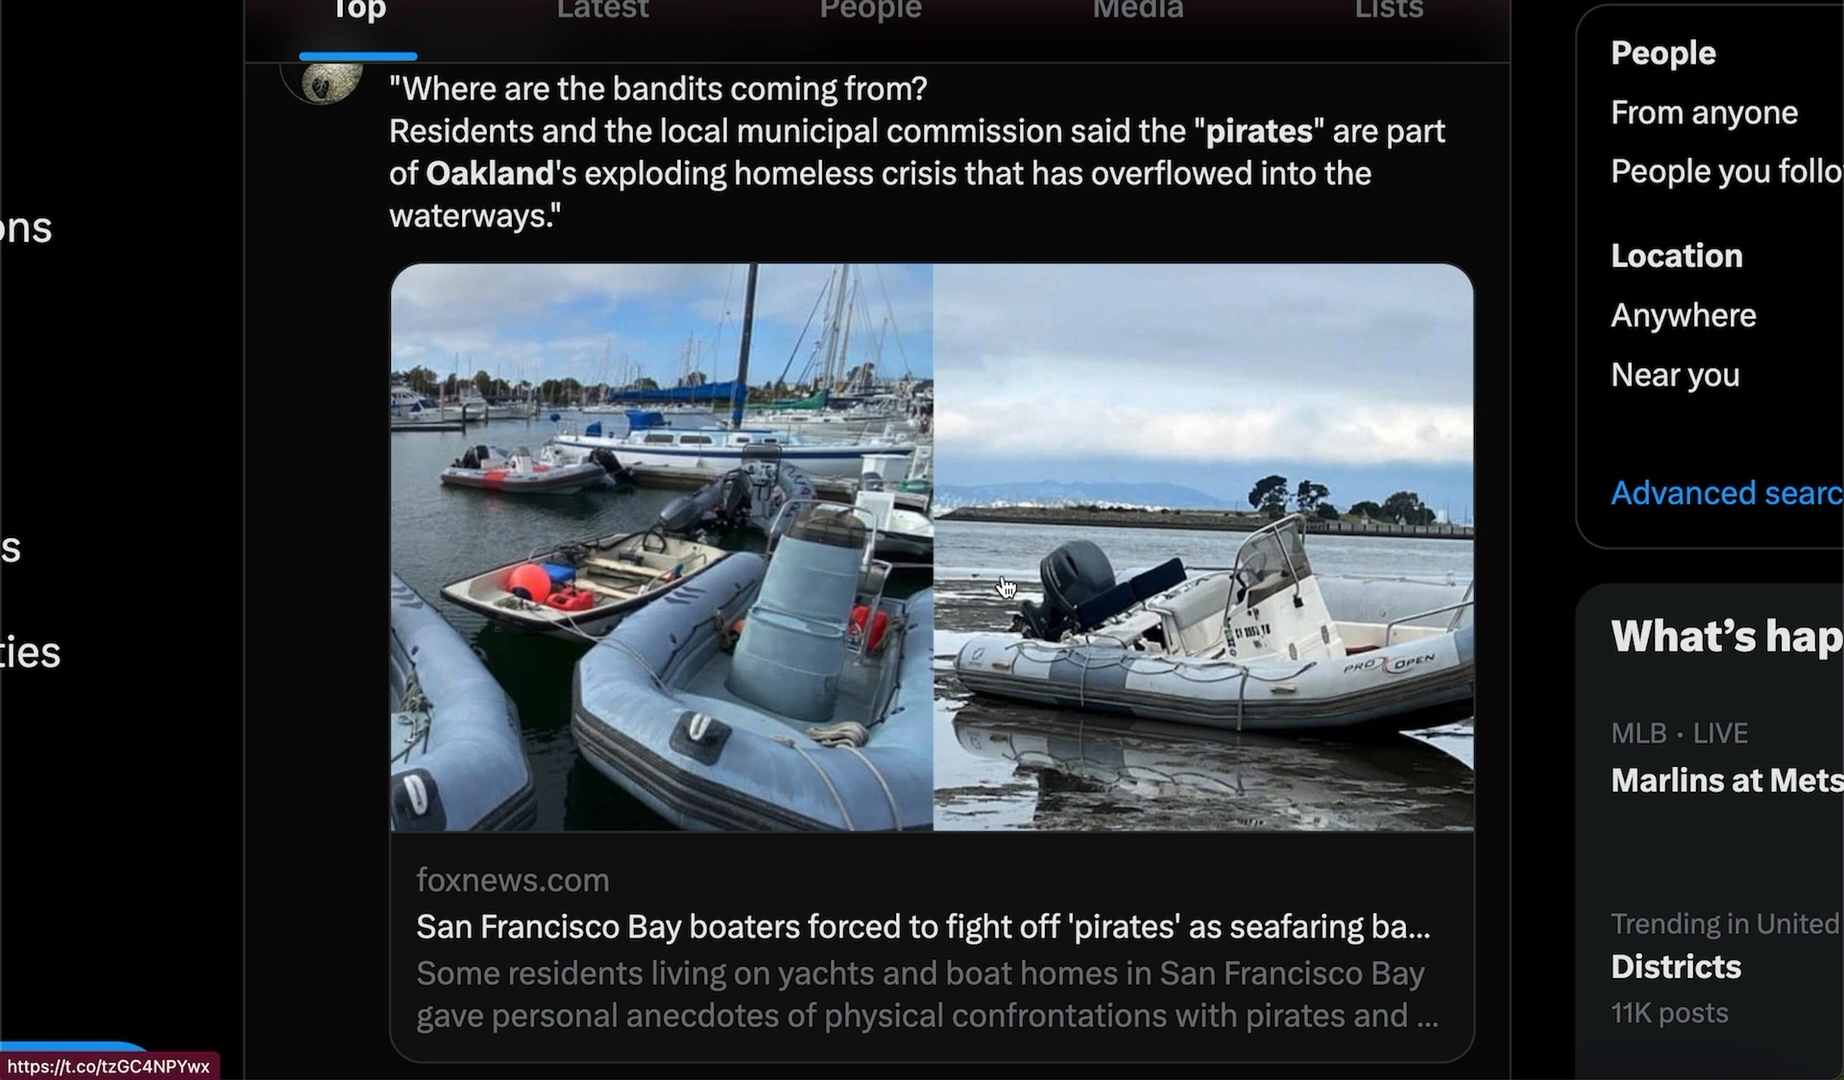 Top Latest People Media Lists
"Where are the bandits coming from?
Residents and the local municipal commission said the "pirates" are part
of Oakland's exploding homeless crisis that has overflowed into the
waterways."
PRO OPEN
foxnews.com
San Francisco Bay boaters forced to fight off 'pirates' as seafaring ba...
Some residents living on yachts and boat homes in San Francisco Bay
gave personal anecdotes of physical confrontations with pirates and ...
ons
s
ties
https://t.co/tzGC4NPYwx
People
From anyone
People you follo
Location
Anywhere
Near you
Advanced searc
What's hap
MLB · LIVE
Marlins at Mets
Trending in United
Districts
11K posts